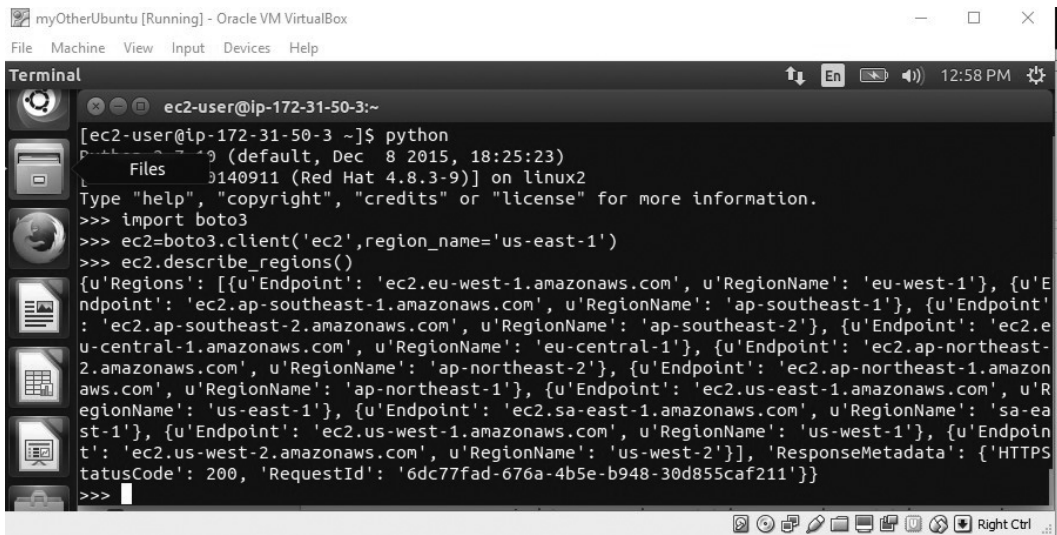 myOtherUbuntu [Running] - Oracle VM VirtualBox
File Machine View Input Devices Help
Terminal
En
12:58 PM
ec2-user@ip-172-31-50-3:~
[ec2-user@ip-172-31-50-3 ~]$ python
(default, Dec  8 2015, 18:25:23)
Files
0140911 (Red Hat 4.8.3-9)] on linux2
Type "help", "copyright", "credits" or "license" for more information.
>>> import boto3
>>> ec2=boto3.client('ec2',region_name='us-east-1')
>>> ec2.describe_regions()
{u'Regions': [{u'Endpoint': 'ec2.eu-west-1.amazonaws.com', u'RegionName': 'eu-west-1'}, {u'E
ndpoint': 'ec2.ap-southeast-1.amazonaws.com', u'RegionName': 'ap-southeast-1'}, {u'Endpoint'
: 'ec2.ap-southeast-2.amazonaws.com', u'RegionName': 'ap-southeast-2'}, {u'Endpoint': 'ec2.e
u-central-1.amazonaws.com', u'RegionName': 'eu-central-1'}, {u'Endpoint': 'ec2.ap-northeast-
2.amazonaws.com', u'RegionName': 'ap-northeast-2'}, {u'Endpoint': 'ec2.ap-northeast-1.amazon
aws.com', u'RegionName': 'ap-northeast-1'}, {u'Endpoint': 'ec2.us-east-1.amazonaws.com', u'R
egionName': 'us-east-1'}, {u'Endpoint': 'ec2.sa-east-1.amazonaws.com', u'RegionName': 'sa-ea
st-1'}, {u'Endpoint': 'ec2.us-west-1.amazonaws.com', u'RegionName': 'us-west-1'}, {u'Endpoin
t': 'ec2.us-west-2.amazonaws.com', u'RegionName': 'us-west-2'}], 'ResponseMetadata': {'HTTPS
tatusCode': 200, 'RequestId': '6dc77fad-676a-4b5e-b948-30d855caf211'}}
>>>
Right Ctrl